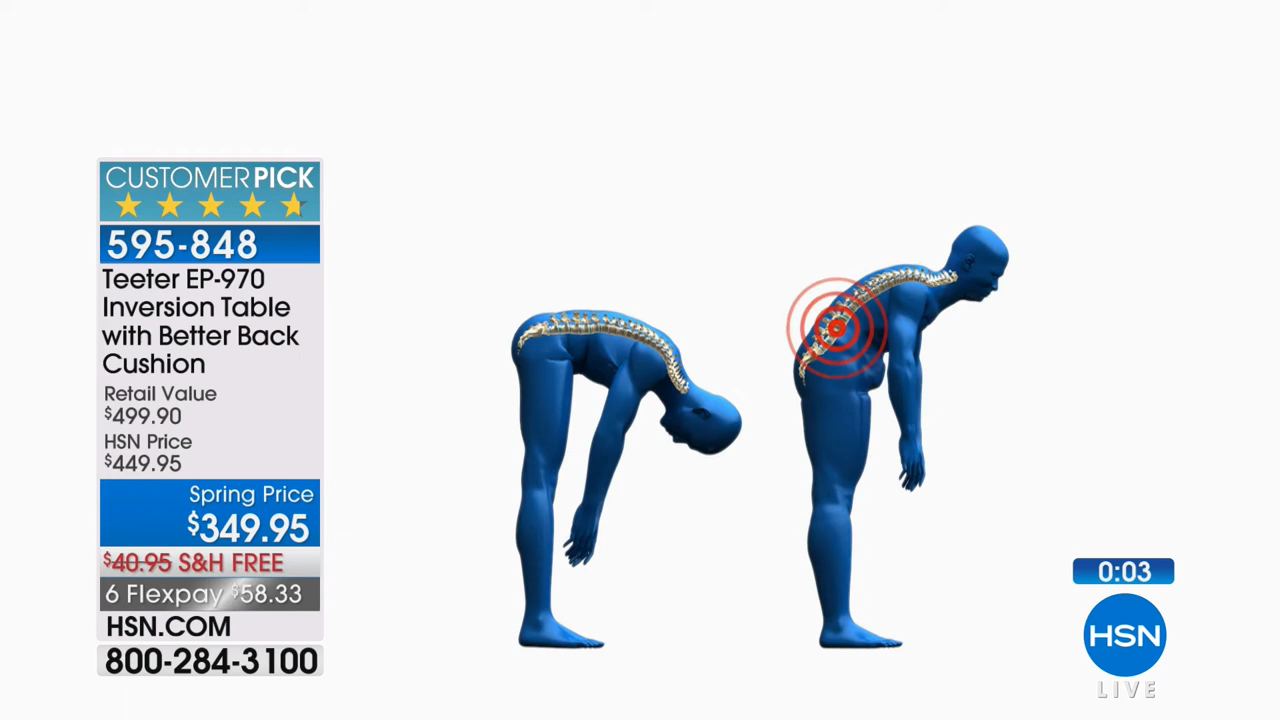 CUSTOMERPICK
595-848
Teeter EP-970
Inversion Table
with Better Back
Cushion
Retail Value
$499.90
HSN Price
$449.95
Spring Price
$349.95
$40.95 S&H FREE
6 Flexpay $58.33
HSN.COM
800-284-3100
0:03
HSN
LIVE